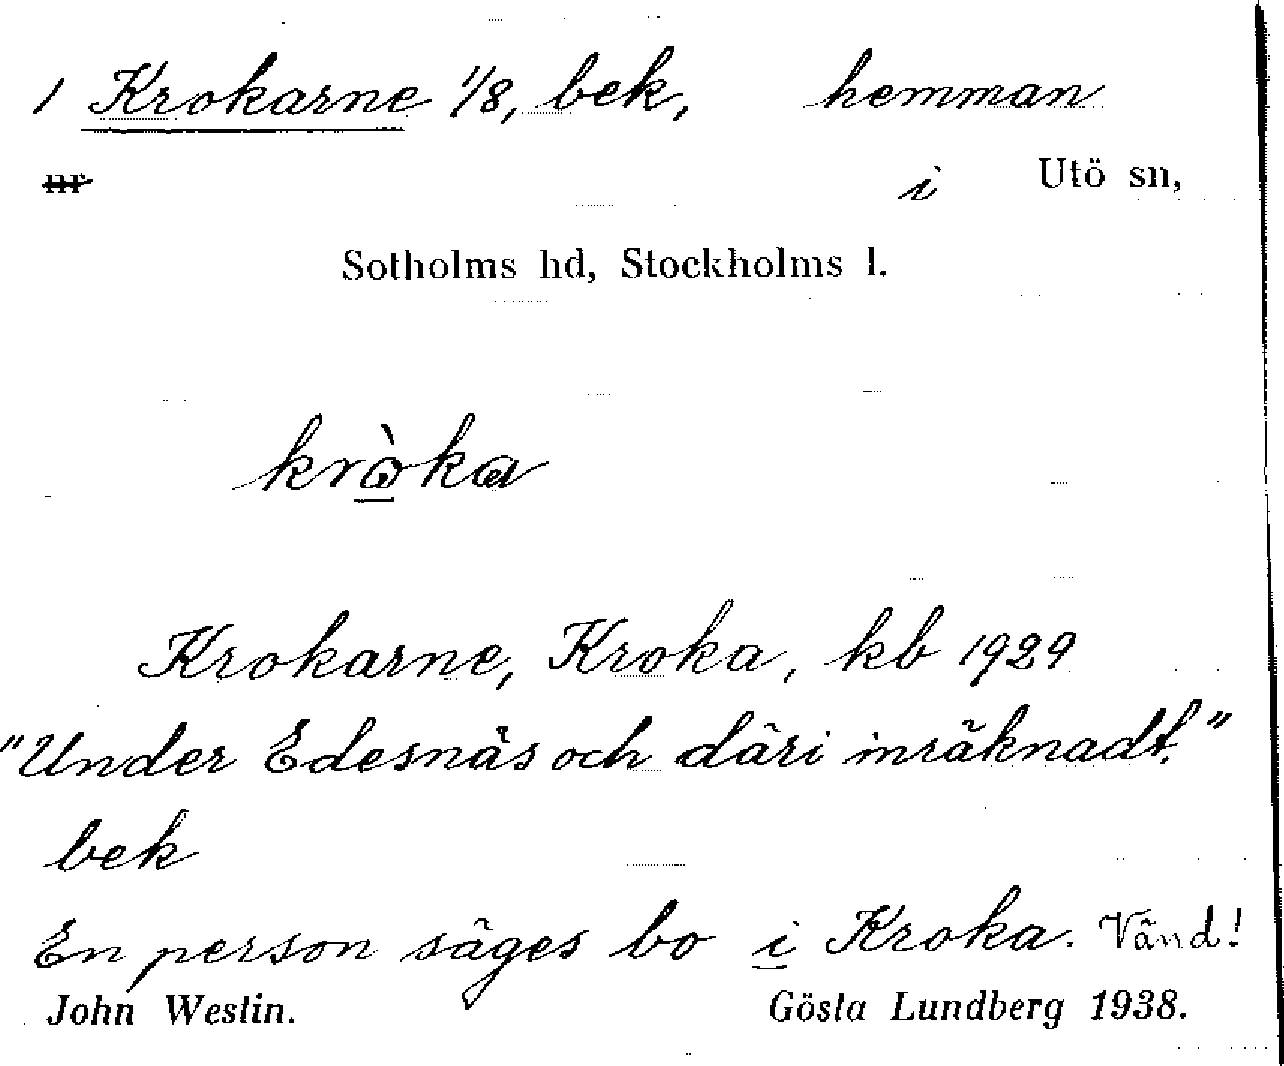 1 Krokarne 1/8, bek, hemman
nr i Utö sn,
Sotholms hd, Stockholms l.
kròka
Krokarne, Kroka, kb 1929
"Under Edesnäs och däri inräknadt."
bek
En person säges bo i Kroka. Vänd!
John Westin. Gösta Lundberg 1938.